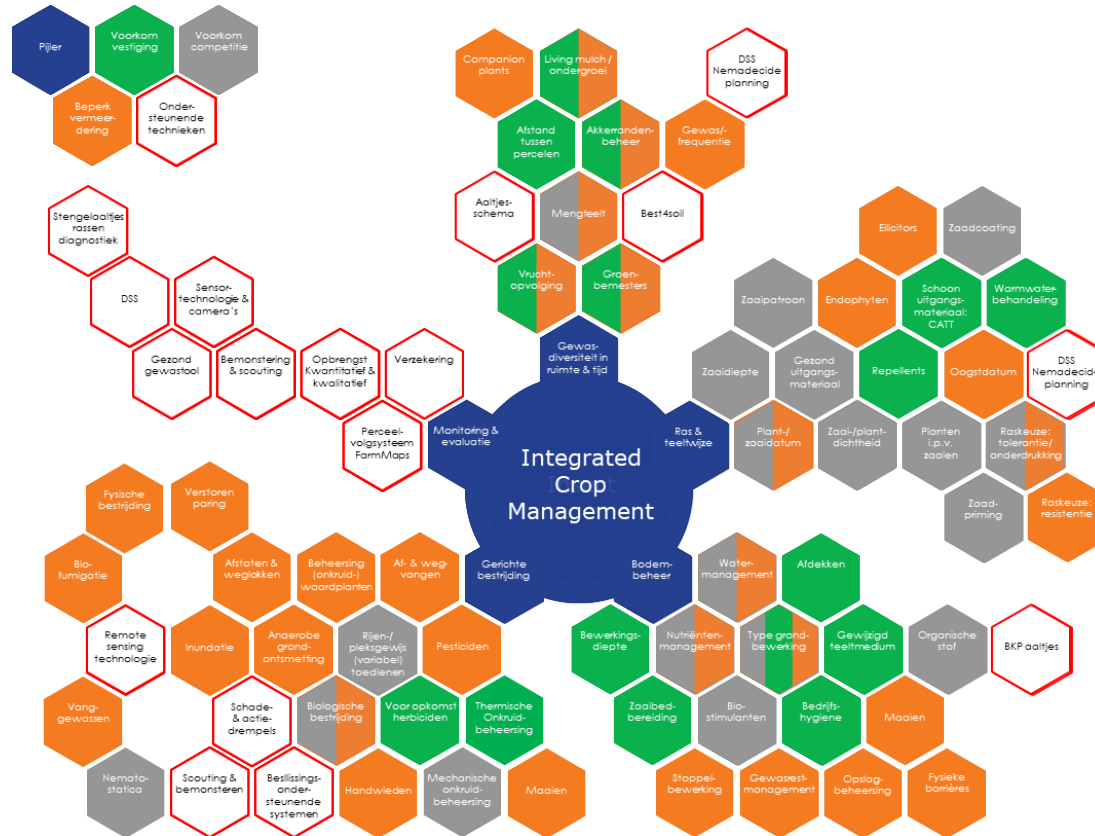 Pijler
Voorkom
vestiging
Voorkom
competitie
Beperk
vermeer-
dering
Onder-
steunende
technieken
Companion
plants
Living mulch /
ondergroei
DSS
Nemadecide
planning
Afstand
tussen
percelen
Akkerranden-
beheer
Gewas/-
frequentie
Aaltjes-
schema
Mengteelt
Best4soil
Vrucht-
opvolging
Groen-
bemesters
Gewas-
diversiteit in
ruimte & tijd
Stengelaaltjes
rassen
diagnostiek
DSS
Sensor-
technologie &
camera's
Gezond
gewastool
Bemonstering
& scouting
Opbrengst
Kwantitatief &
kwalitatief
Verzekering
Perceel-
volgsysteem
FarmMaps
Monitoring &
evaluatie
Elicitors
Zaadcoating
Zaaipatroon
Endophyten
Schoon
uitgangs-
materiaal:
CATT
Warmwater-
behandeling
Zaaidiepte
Gezond
uitgangs-
materiaal
Repellents
Oogstdatum
DSS
Nemadecide
planning
Ras &
teeltwijze
Plant-/
zaaidatum
Zaai-/plant-
dichtheid
Planten
i.p.v.
zaaien
Raskeuze:
tolerantie/
onderdrukking
Zaad-
priming
Raskeuze:
resistentie
Integrated
Crop
Management
Fysische
bestrijding
Verstoren
paring
Bio-
fumigatie
Afstoten &
weglokken
Beheersing
(onkruid-)
waardplanten
Af- & weg-
vangen
Gerichte
bestrijding
Remote
sensing
technologie
Inundatie
Anaerobe
grond-
ontsmetting
Rijen-/
pleksgewijs
(variabel)
toedienen
Pesticiden
Vang-
gewassen
Schade-
& actie-
drempels
Biologische
bestrijding
Voor opkomst
herbiciden
Thermische
Onkruid-
beheersing
Nemato-
statica
Scouting &
bemonsteren
Beslissings-
onder-
steunende
systemen
Handwieden
Mechanische
onkruid-
beheersing
Maaien
Bodem-
beheer
Water-
management
Afdekken
Bewerkings-
diepte
Nutriënten-
management
Type grond-
bewerking
Gewijzigd
teeltmedium
Organische
stof
BKP aaltjes
Zaaibed-
bereiding
Bio-
stimulanten
Bedrijfs-
hygiene
Maaien
Stoppel-
bewerking
Gewasrest-
management
Opslag-
beheersing
Fysieke
barrières